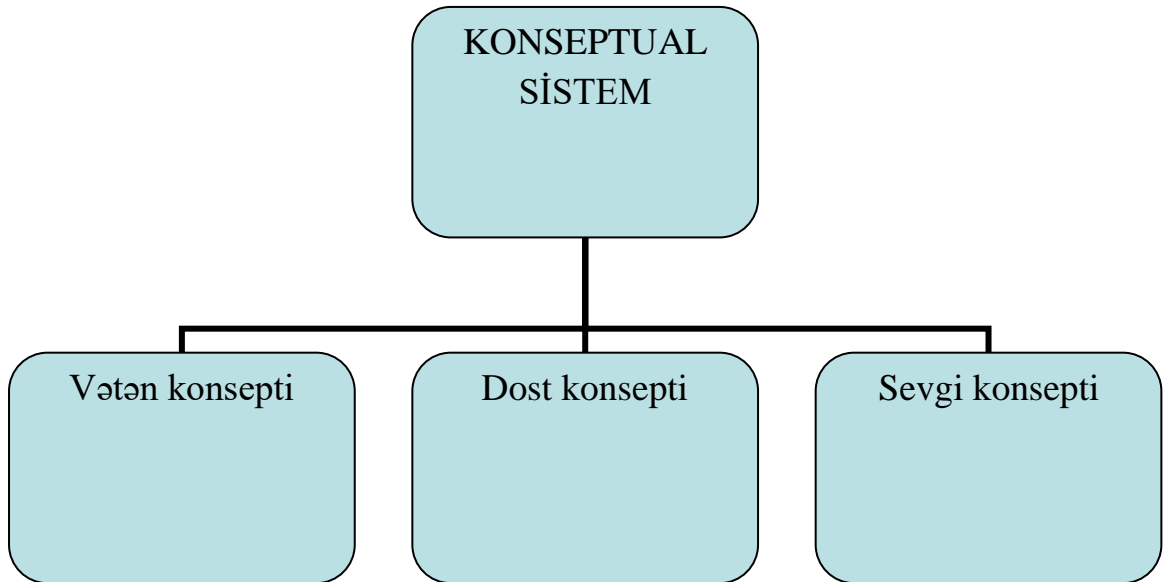 KONSEPTUAL
SİSTEM
Vətən konsepti
Dost konsepti
Sevgi konsepti